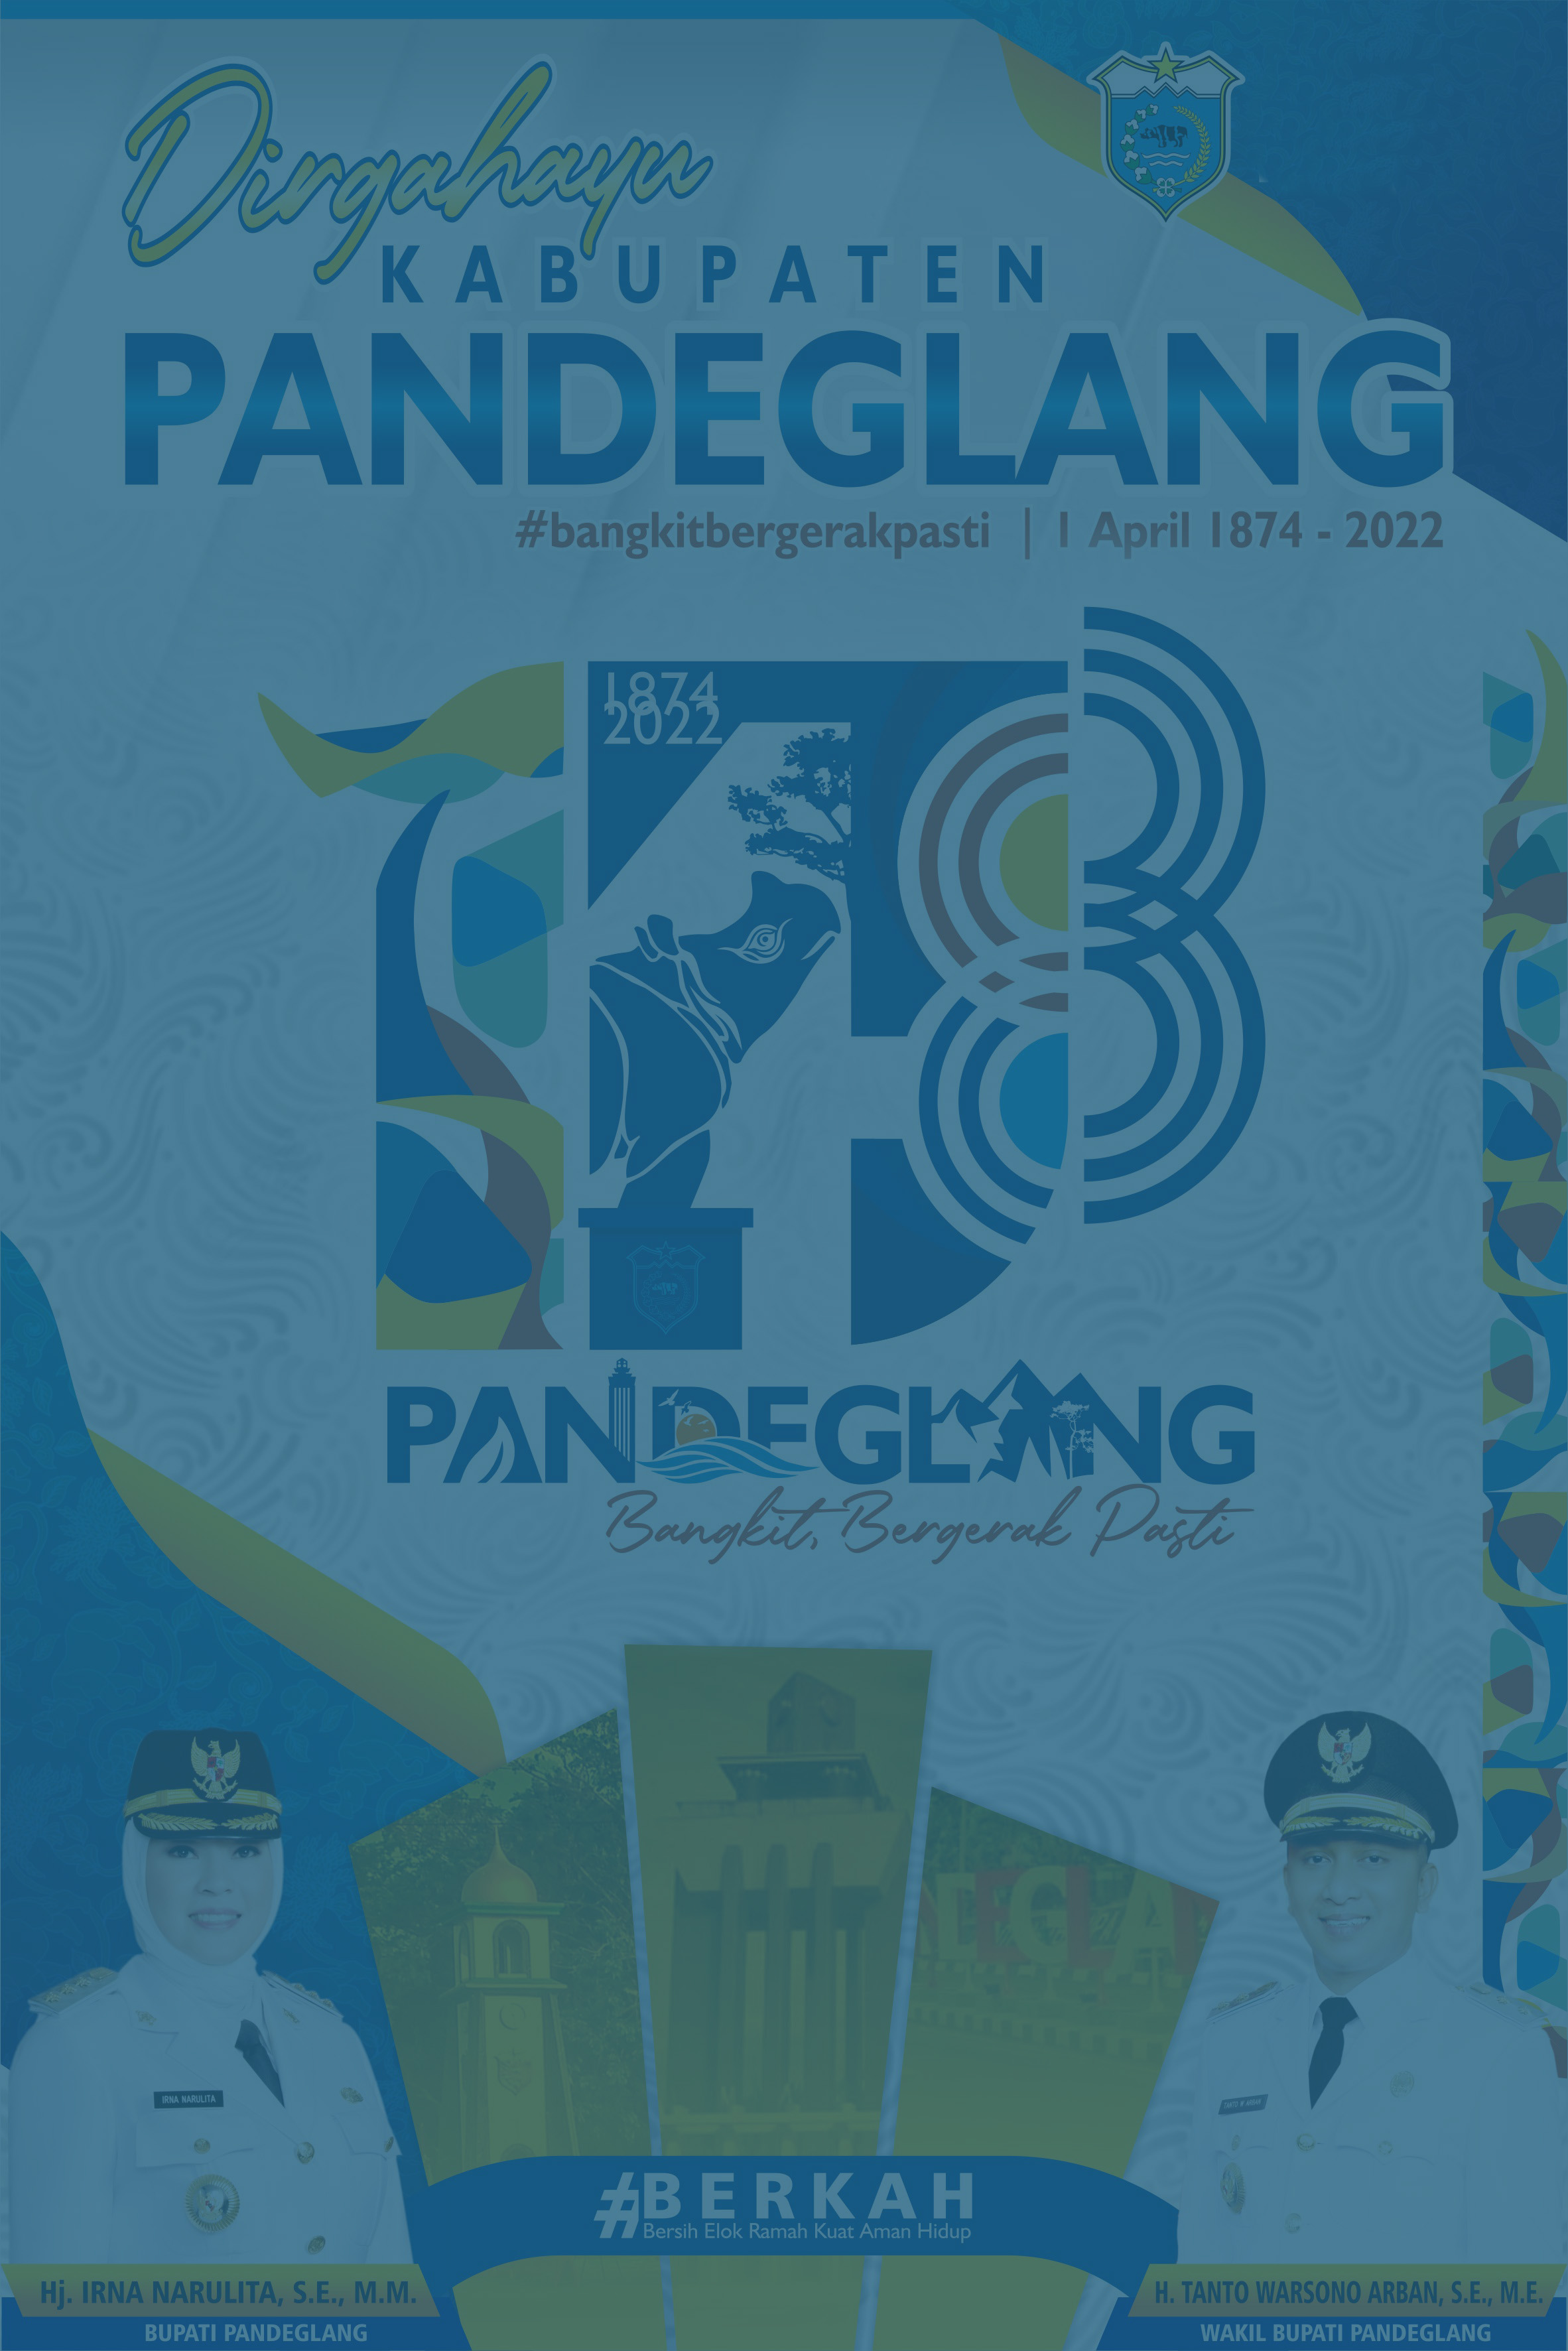 Dirgahayu
KABUPATEN
PANDEGLANG
#bangkitbergerakpasti | 1 April 1874 - 2022
1874
2022
148
PANDEGLANG
Bangkit, Bergerak Pasti
IRNA NARULITA
#BERKAH
Bersih Elok Ramah Kuat Aman Hidup
Hj. IRNA NARULITA, S.E., M.M.
BUPATI PANDEGLANG
H. TANTO WARSONO ARBAN, S.E., M.E.
WAKIL BUPATI PANDEGLANG